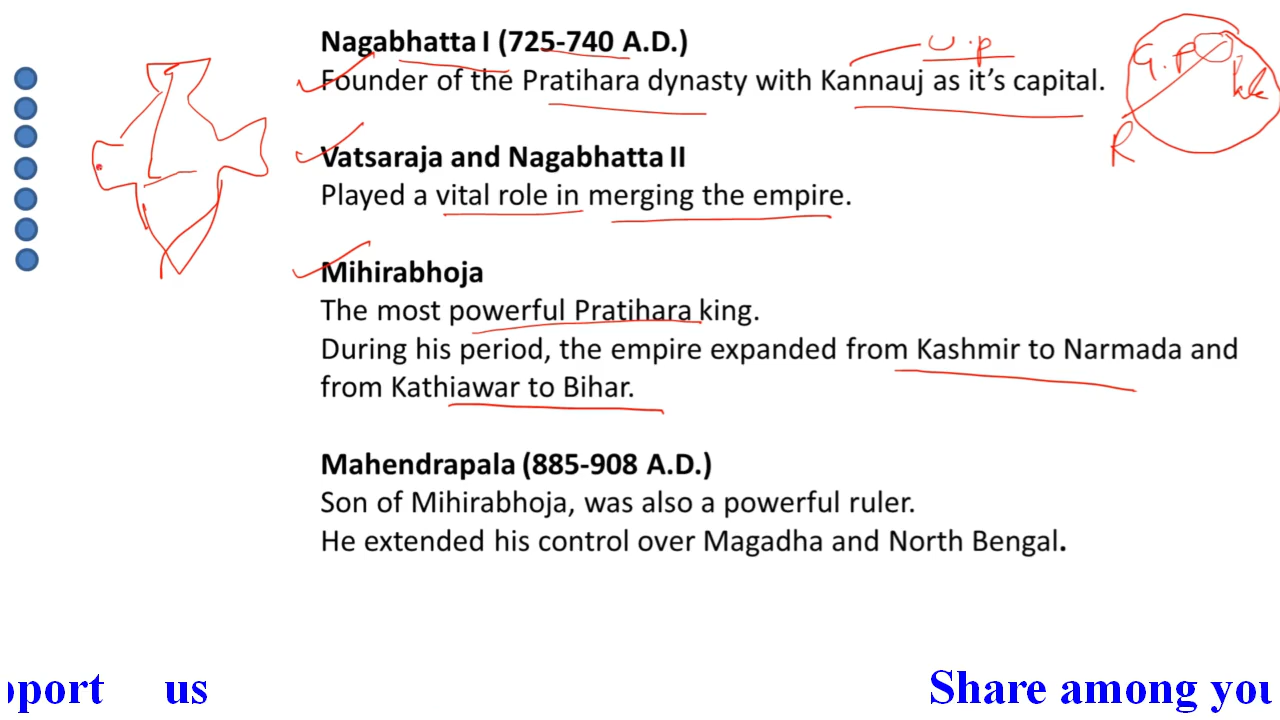 Nagabhatta I (725-740 A.D.)
U.p
Founder of the Pratihara dynasty with Kannauj as it's capital.
G.p
R
Vatsaraja and Nagabhatta II
Played a vital role in merging the empire.
Mihirabhoja
The most powerful Pratihara king.
During his period, the empire expanded from Kashmir to Narmada and
from Kathiawar to Bihar.
Mahendrapala (885-908 A.D.)
Son of Mihirabhoja, was also a powerful ruler.
He extended his control over Magadha and North Bengal.
pport us Share among you